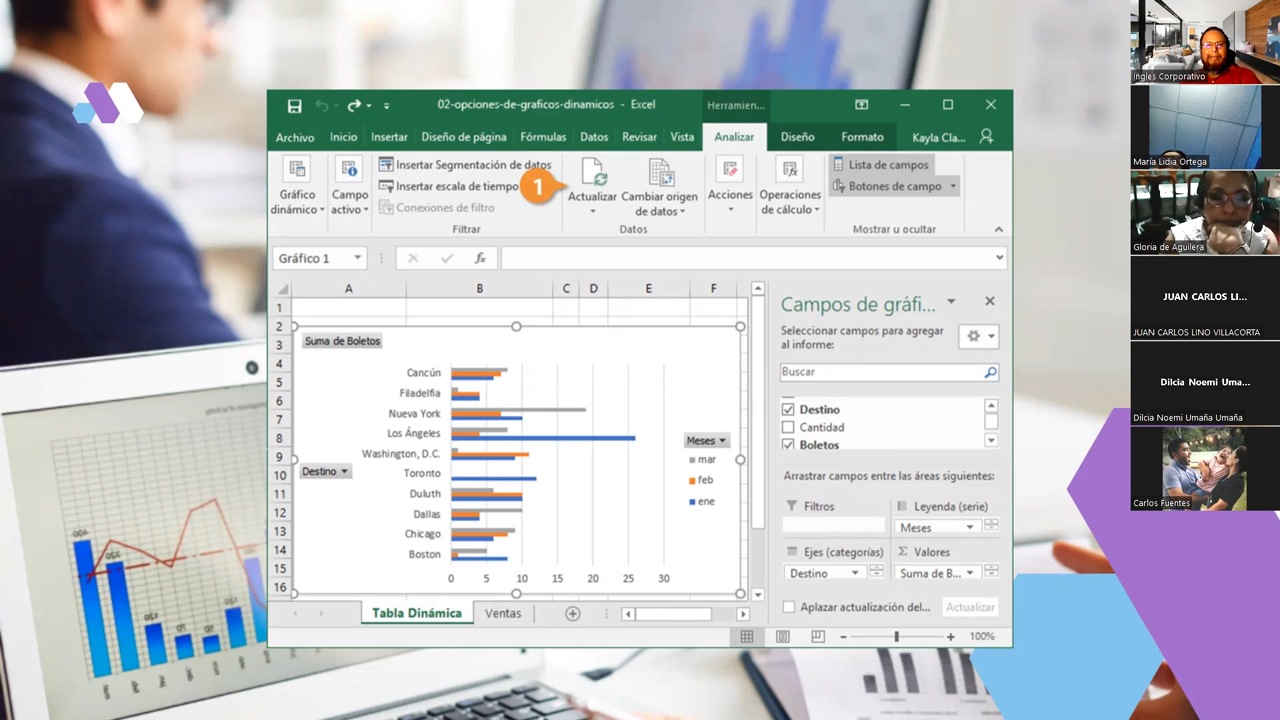 02-opciones-de-graficos-dinamicos - Excel
Herramien...
Archivo Inicio Insertar Diseño de página Fórmulas Datos Revisar Vista Analizar Diseño Formato Kayla Cla...
Gráfico dinámico
Campo activo
Insertar Segmentación de datos
Insertar escala de tiempo
Conexiones de filtro
Filtrar
1
Actualizar
Cambiar origen de datos
Datos
Acciones
Operaciones de cálculo
Lista de campos
Botones de campo
Mostrar u ocultar
Gráfico 1
fx
A B C D E F
1
2
3
4
5
6
7
8
9
10
11
12
13
14
15
16
Suma de Boletos
Cancún
Filadelfia
Nueva York
Los Ángeles
Washington, D.C.
Toronto
Duluth
Dallas
Chicago
Boston
Destino
0 5 10 15 20 25 30
Meses
mar
feb
ene
Campos de gráfi...
Seleccionar campos para agregar
al informe:
Buscar
Destino
Cantidad
Boletos
Arrastrar campos entre las áreas siguientes:
Filtros
Leyenda (serie)
Meses
Ejes (categorías)
Σ Valores
Destino
Suma de B...
Aplazar actualización del...
Actualizar
Tabla Dinámica
Ventas
100%
Ingles Corporativo
María Lidia Ortega
Gloria de Aguilera
JUAN CARLOS LI...
JUAN CARLOS LINO VILLACORTA
Dilcia Noemi Uma...
Dilcia Noemi Umaña Umaña
Carlos Fuentes